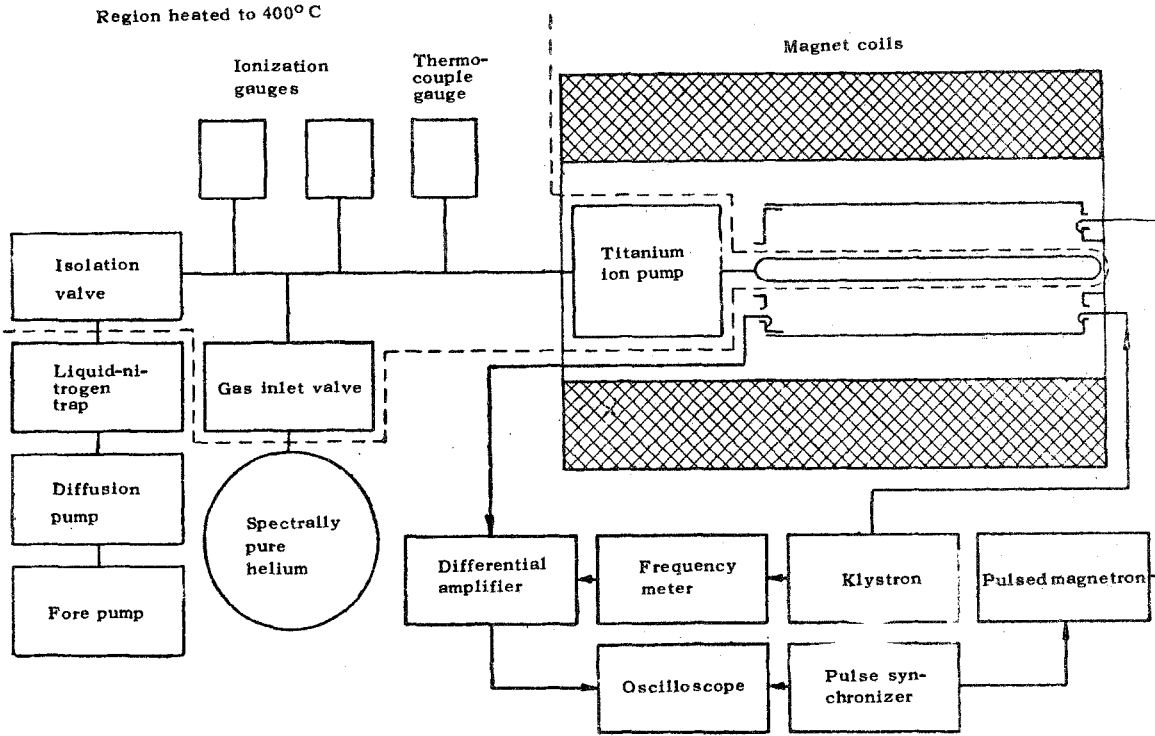 Region heated to 400° C
Magnet coils
Ionization
gauges
Thermo-
couple
gauge
Isolation
valve
Titanium
ion pump
Liquid-ni-
trogen
trap
Gas inlet valve
Diffusion
pump
Spectrally
pure
helium
Fore pump
Differential
amplifier
Frequency
meter
Klystron
Pulsed magnetron
Oscilloscope
Pulse syn-
chronizer